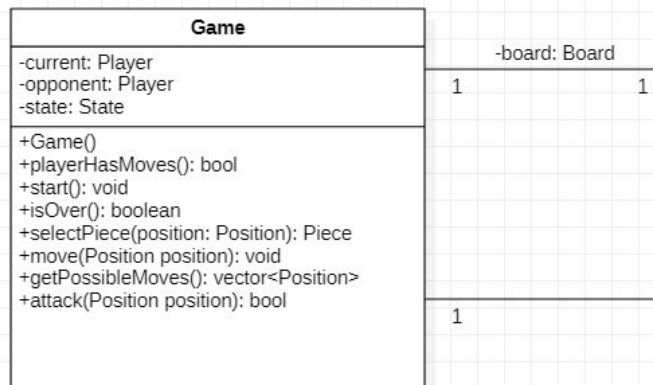 Game
-current: Player
-opponent: Player
-state: State
+Game()
+playerHasMoves(): bool
+start(): void
+isOver(): boolean
+selectPiece(position: Position): Piece
+move(Position position): void
+getPossibleMoves(): vector<Position>
+attack(Position position): bool
-board: Board
1
1
1